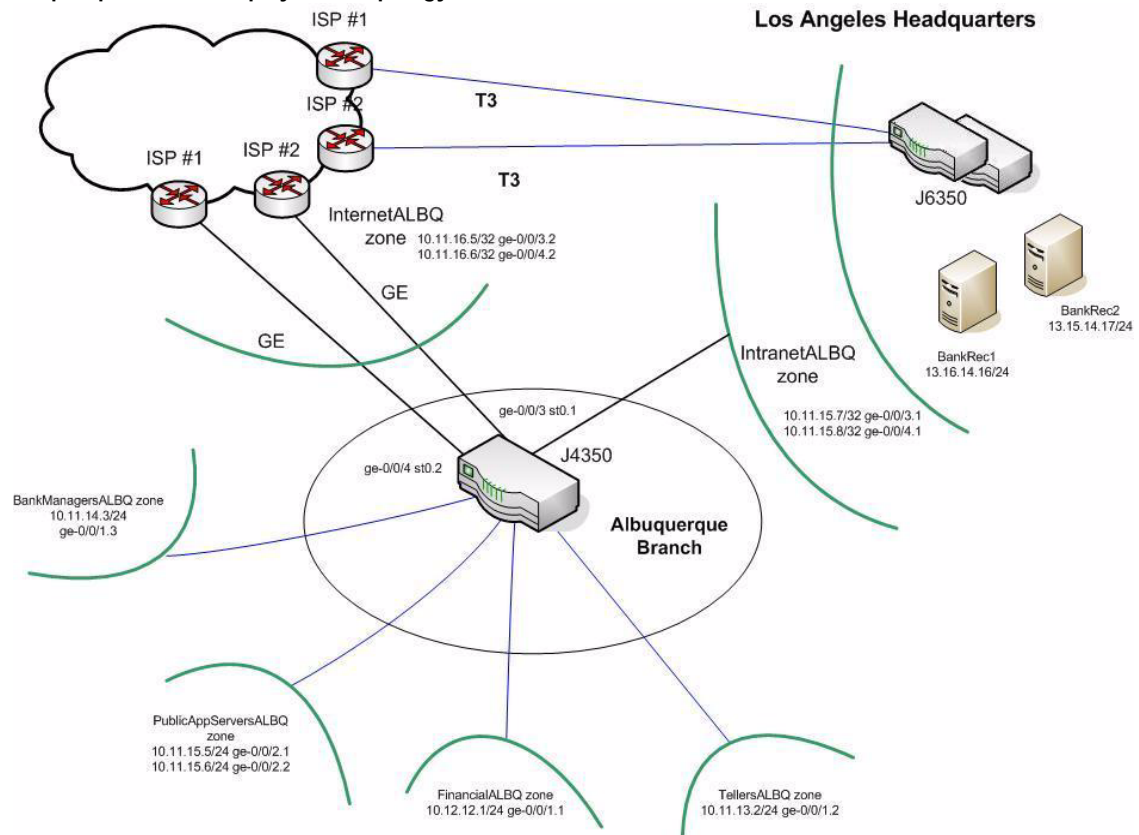 ISP #1
Los Angeles Headquarters
T3
ISP #2
ISP #1
ISP #2
T3
J6350
InternetALBQ
zone
10.11.16.5/32 ge-0/0/3.2
10.11.16.6/32 ge-0/0/4.2
GE
GE
BankRec2
13.15.14.17/24
BankRec1
13.16.14.16/24
IntranetALBQ
zone
10.11.15.7/32 ge-0/0/3.1
10.11.15.8/32 ge-0/0/4.1
ge-0/0/3 st0.1
J4350
ge-0/0/4 st0.2
BankManagersALBQ zone
10.11.14.3/24
ge-0/0/1.3
Albuquerque
Branch
PublicAppServersALBQ
zone
10.11.15.5/24 ge-0/0/2.1
10.11.15.6/24 ge-0/0/2.2
FinancialALBQ zone
10.12.12.1/24 ge-0/0/1.1
TellersALBQ zone
10.11.13.2/24 ge-0/0/1.2